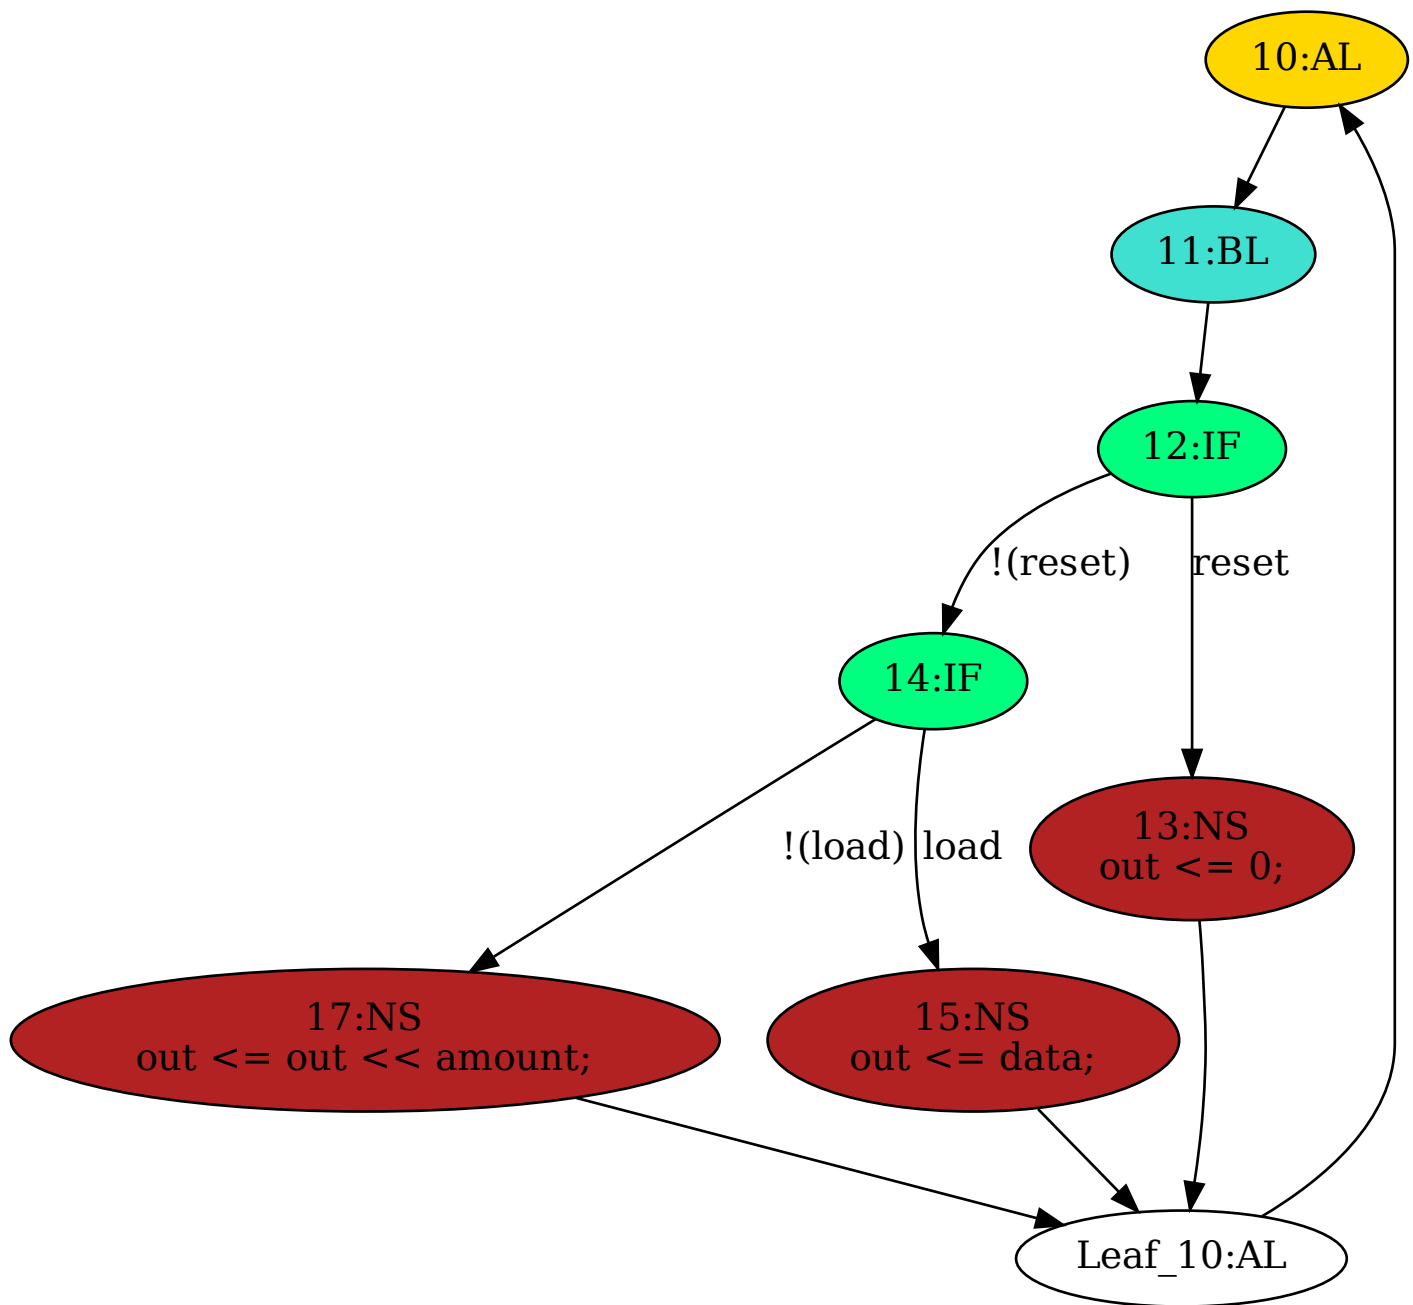 10:AL
11:BL
12:IF
!(reset)
reset
14:IF
!(load)
load
13:NS
out <= 0;
17:NS
out <= out << amount;
15:NS
out <= data;
Leaf_10:AL